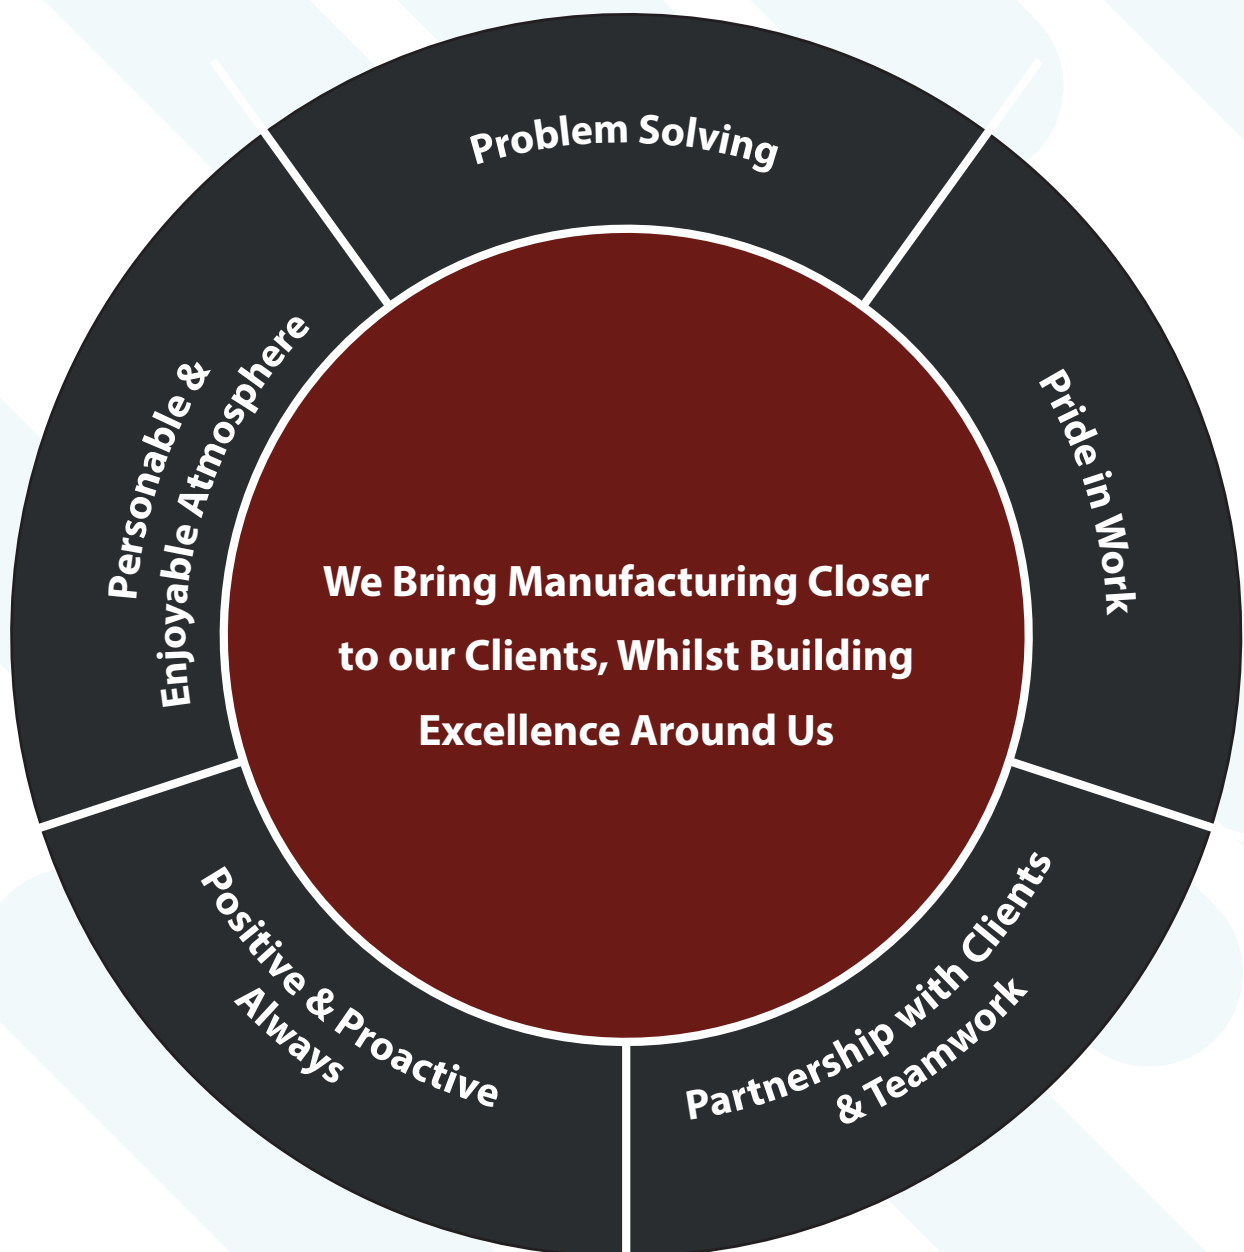 Problem Solving
Pride in Work
Partnership with Clients
& Teamwork
Positive & Proactive
Always
Personable &
Enjoyable Atmosphere
We Bring Manufacturing Closer
to our Clients, Whilst Building
Excellence Around Us